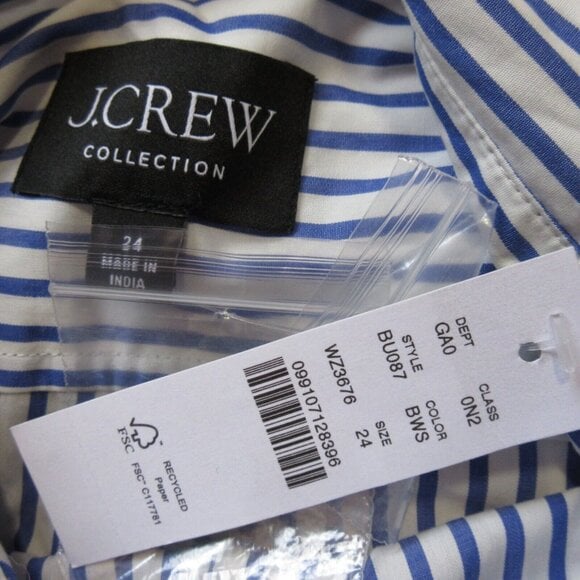 J.CREW
COLLECTION
24
MADE IN
INDIA
DEPT CLASS
GA0 0N2
STYLE COLOR
BU087 BWS
SIZE
WZ3676 24
099107128396
FSC
FSC™ C117781
RECYCLED
Paper